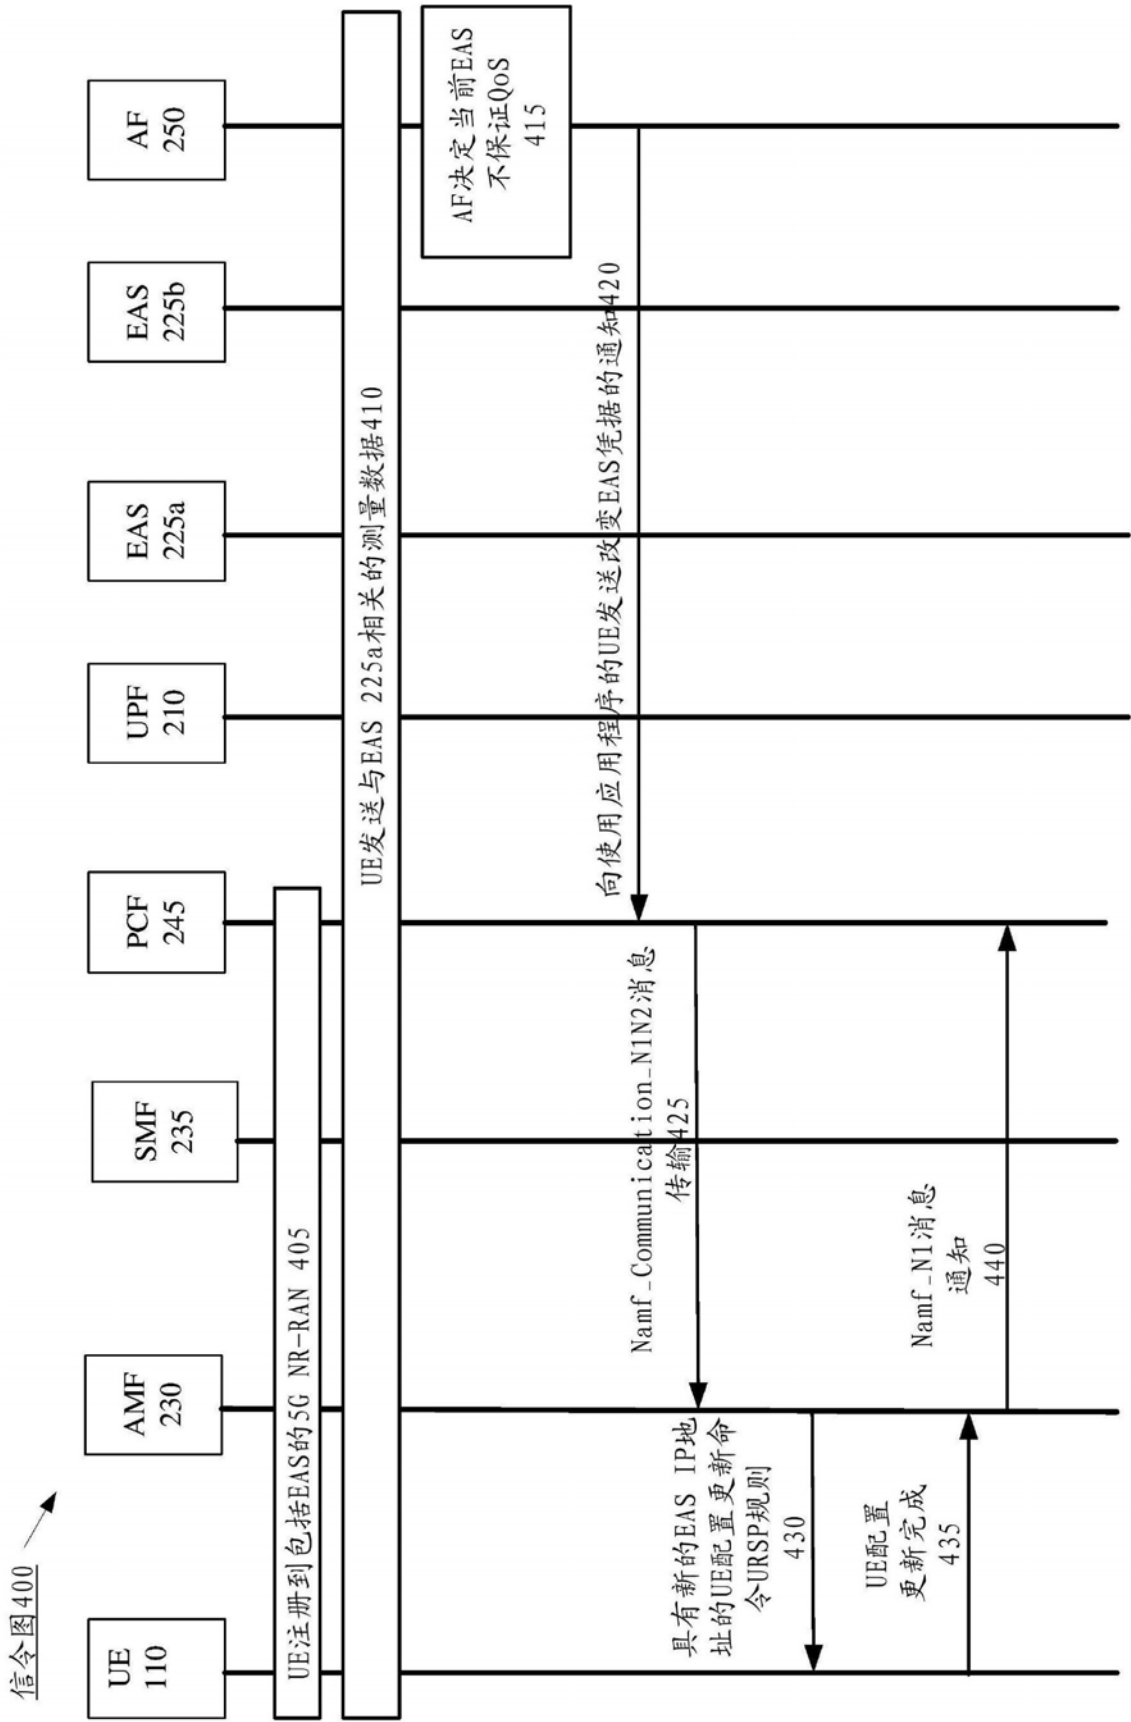 信令图400
UE
110
AMF
230
SMF
235
PCF
245
UPF
210
EAS
225a
EAS
225b
AF
250
UE注册到包括EAS的5G NR-RAN 405
UE发送与EAS 225a相关的测量数据410
AF决定当前EAS
不保证QoS
415
向使用应用程序的UE发送改变EAS凭据的通知420
Namf_Communication_N1N2消息
传输425
具有新的EAS IP地
址的UE配置更新命
令URSP规则
430
UE配置
更新完成
435
Namf_N1消息
通知
440